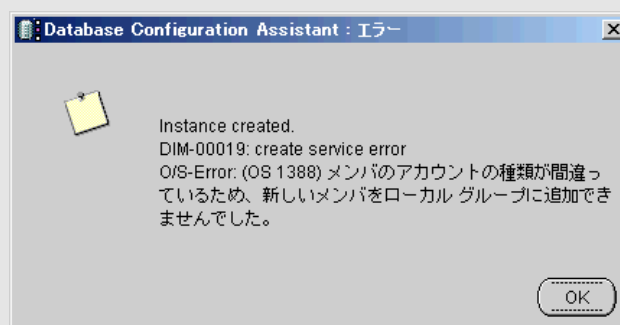 Database Configuration Assistant : エラー
Instance created.
DIM-00019: create service error
O/S-Error: (OS 1388) メンバのアカウントの種類が間違っ
ているため、新しいメンバをローカル グループに追加でき
ませんでした。
OK